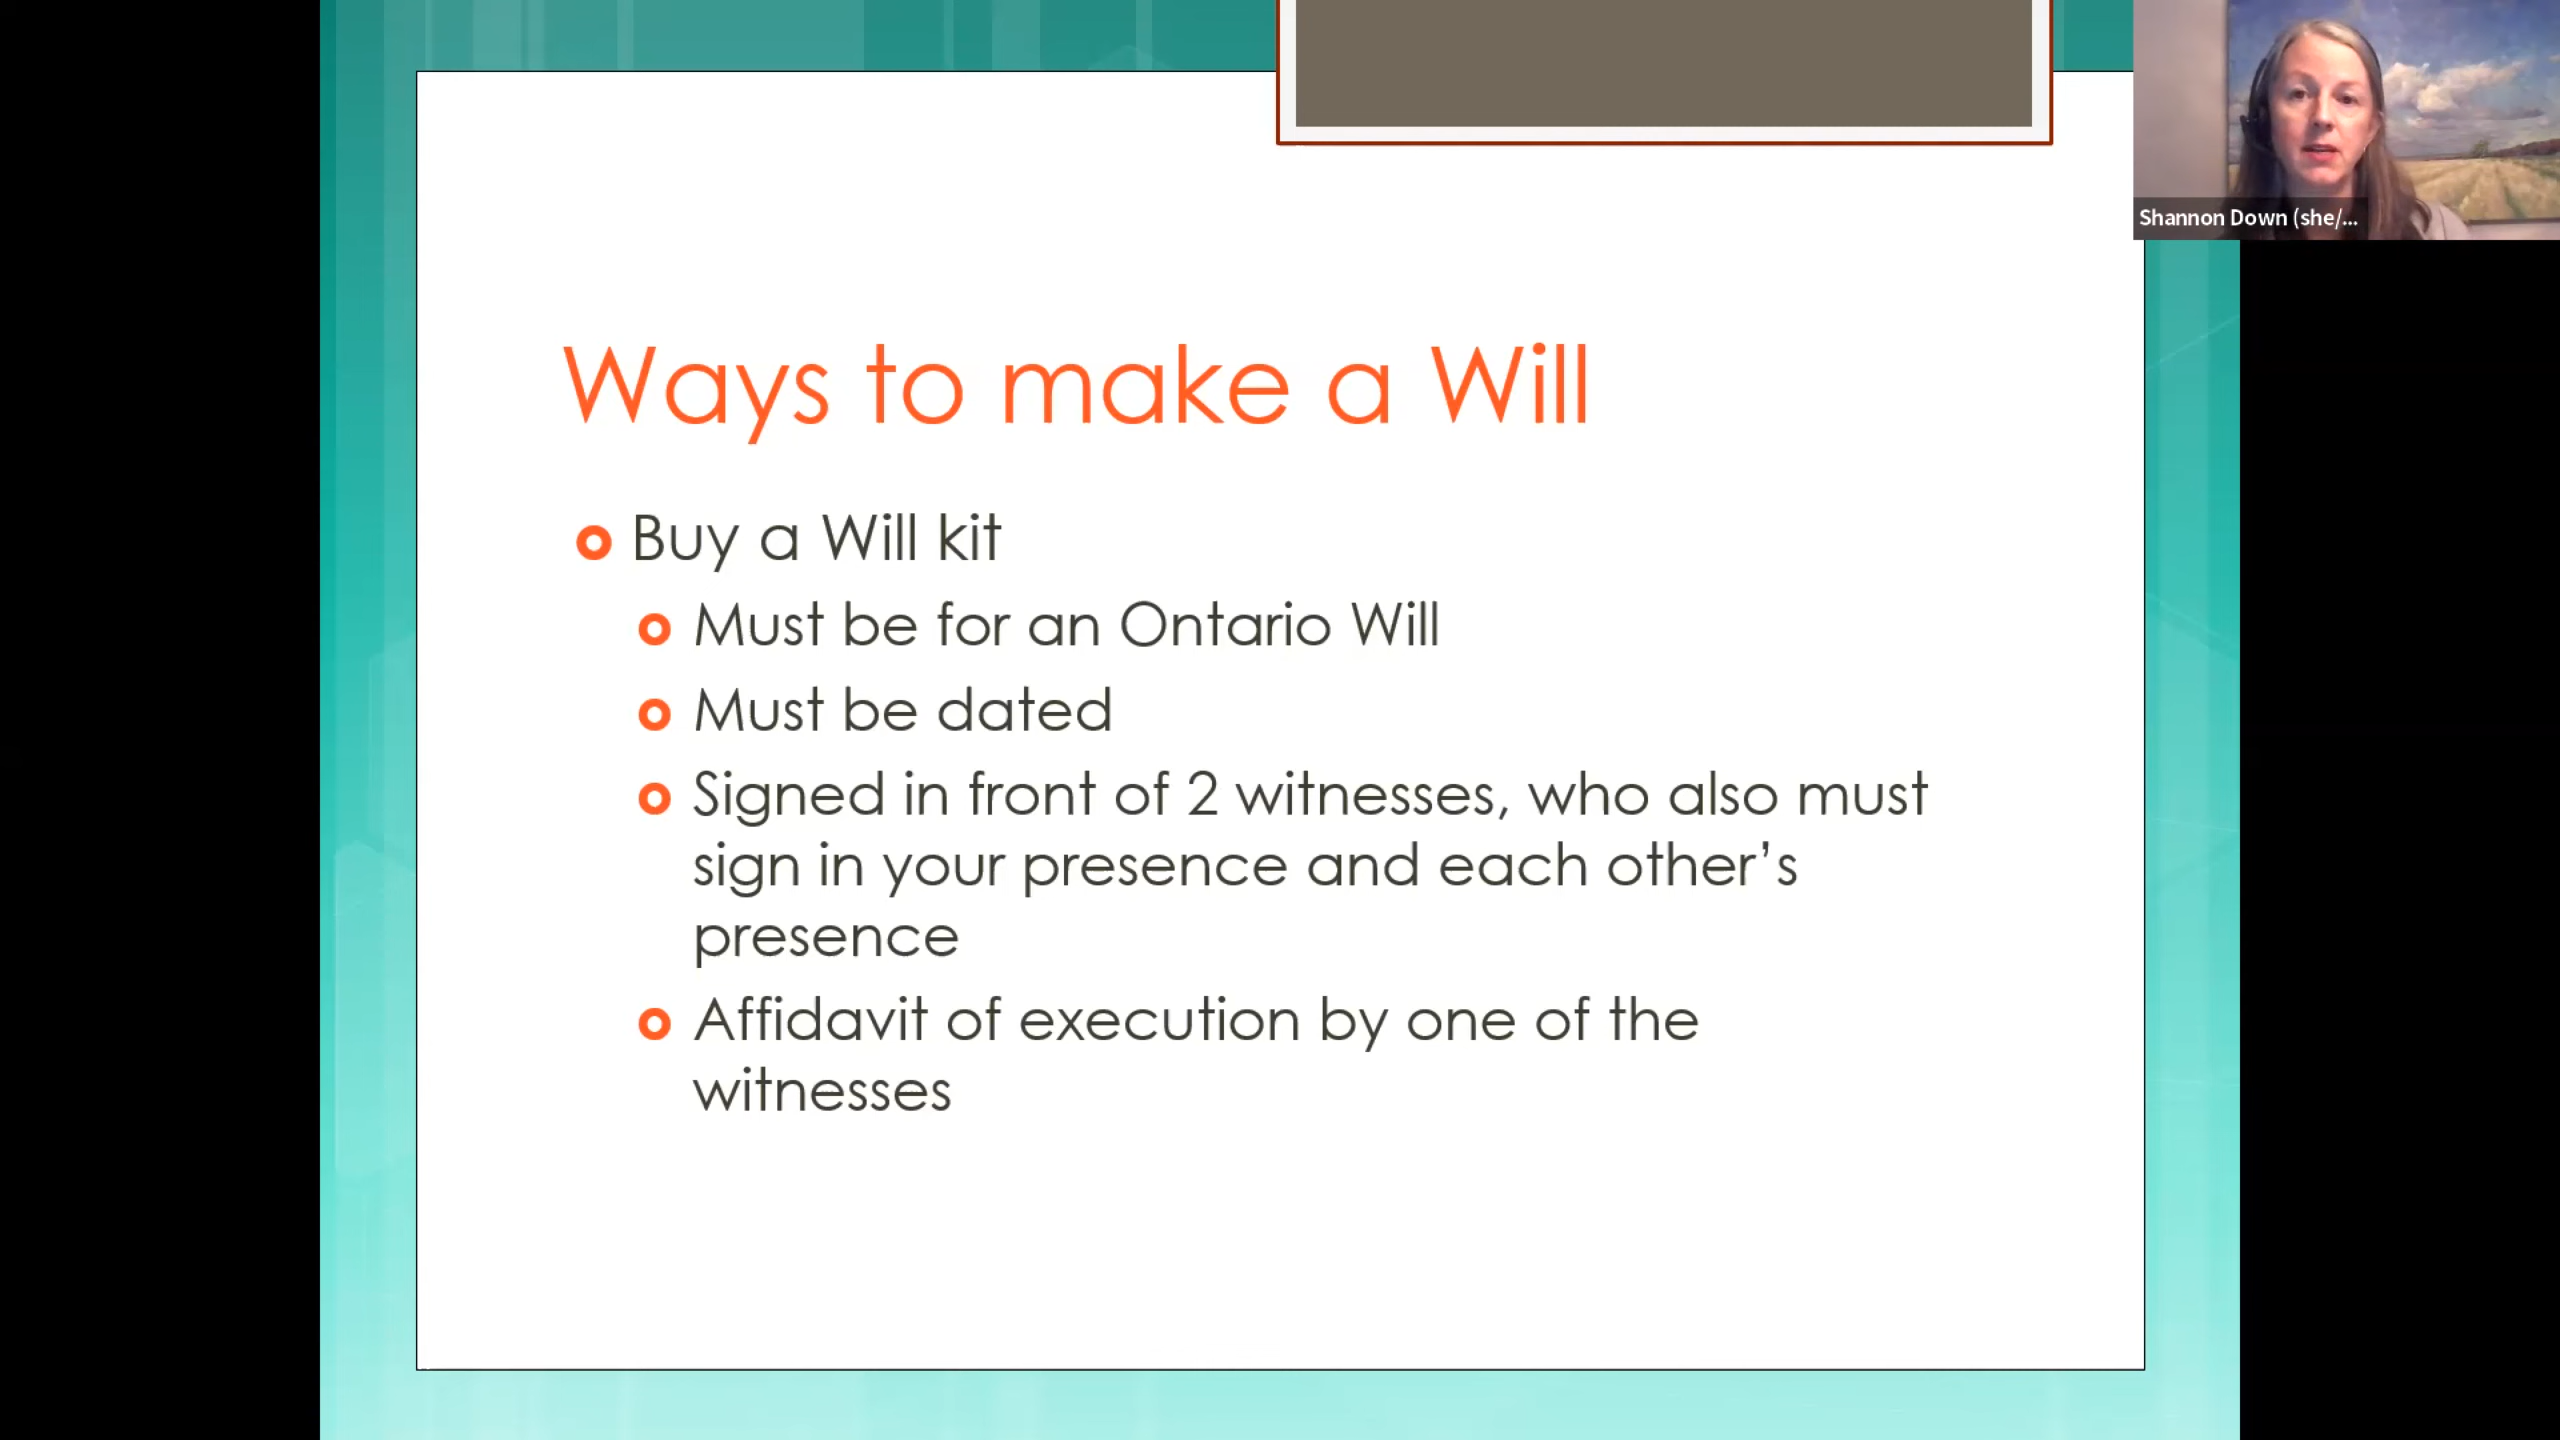 Shannon Down (she/...
Ways to make a Will
Buy a Will kit
Must be for an Ontario Will
Must be dated
Signed in front of 2 witnesses, who also must
sign in your presence and each other’s
presence
Affidavit of execution by one of the
witnesses